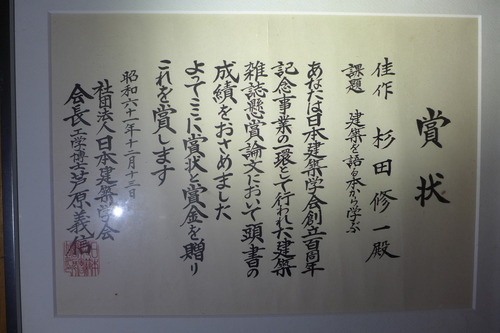 賞状
佳作 杉田修一殿
課題 建築を語る本から学ぶ
あなたは日本建築学会創立百周年
記念事業の一環として行われた建築
雑誌懸賞論文において頭書の
成績をおさめました
よってここに賞状と賞金を贈り
これを賞します
昭和六十一年十二月十三日
社団法人日本建築学会
会長 工学博士芦原義信